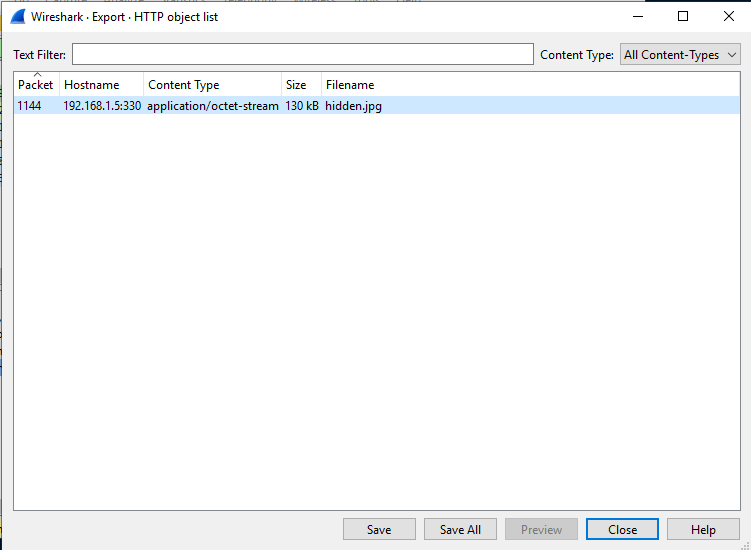 Wireshark · Export · HTTP object list
Text Filter: Content Type: All Content-Types
Packet Hostname Content Type Size Filename
1144 192.168.1.5:330 application/octet-stream 130 kB hidden.jpg
Save Save All Preview Close Help